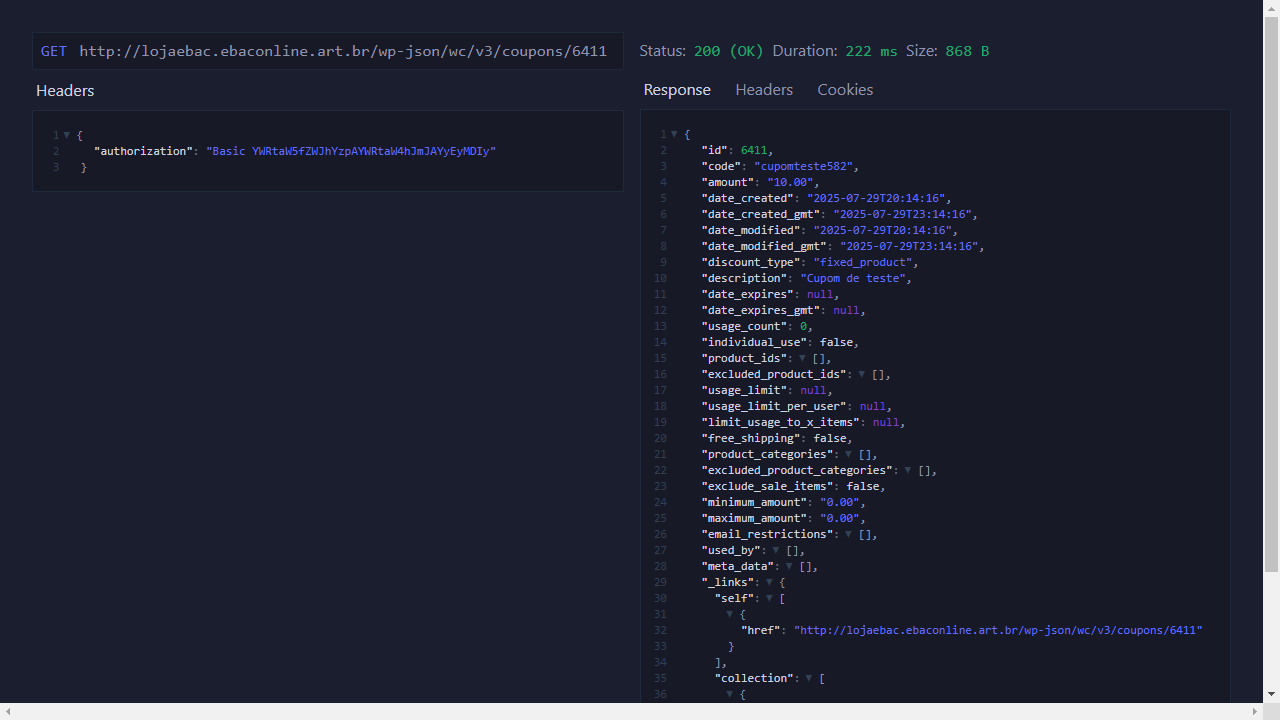 GET http://lojaebac.ebaconline.art.br/wp-json/wc/v3/coupons/6411
Status: 200 (OK) Duration: 222 ms Size: 868 B
Headers
1 {
2 "authorization": "Basic YWRtaW5fZWJhYzpAYWRtaW4hJmJAYyEyMDIy"
3 }
Response Headers Cookies
1 {
2 "id": 6411,
3 "code": "cupomteste582",
4 "amount": "10.00",
5 "date_created": "2025-07-29T20:14:16",
6 "date_created_gmt": "2025-07-29T23:14:16",
7 "date_modified": "2025-07-29T20:14:16",
8 "date_modified_gmt": "2025-07-29T23:14:16",
9 "discount_type": "fixed_product",
10 "description": "Cupom de teste",
11 "date_expires": null,
12 "date_expires_gmt": null,
13 "usage_count": 0,
14 "individual_use": false,
15 "product_ids": [],
16 "excluded_product_ids": [],
17 "usage_limit": null,
18 "usage_limit_per_user": null,
19 "limit_usage_to_x_items": null,
20 "free_shipping": false,
21 "product_categories": [],
22 "excluded_product_categories": [],
23 "exclude_sale_items": false,
24 "minimum_amount": "0.00",
25 "maximum_amount": "0.00",
26 "email_restrictions": [],
27 "used_by": [],
28 "meta_data": [],
29 "_links": {
30 "self": [
31 {
32 "href": "http://lojaebac.ebaconline.art.br/wp-json/wc/v3/coupons/6411"
33 }
34 ],
35 "collection": [
36 {